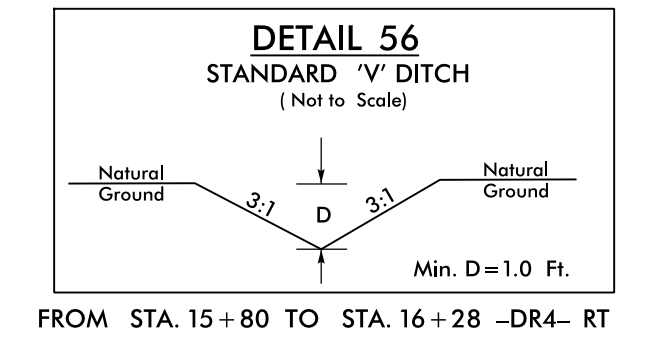 DETAIL 56
STANDARD 'V' DITCH
( Not to Scale)
Natural
Ground
3:1
D
3:1
Natural
Ground
Min. D=1.0 Ft.
FROM STA. 15+80 TO STA. 16+28 –DR4– RT